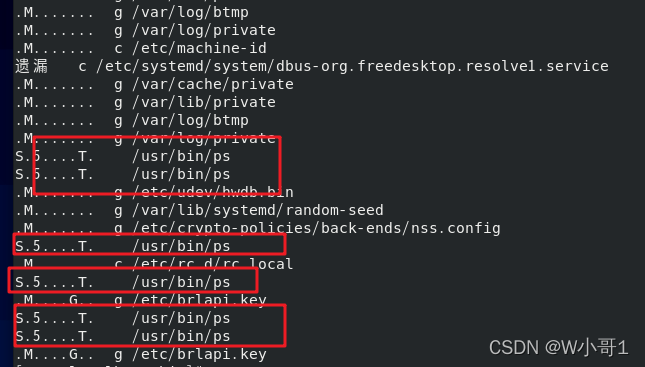 .M.......  g /var/log/btmp
.M.......  g /var/log/private
.M.......  c /etc/machine-id
遗漏   c /etc/systemd/system/dbus-org.freedesktop.resolve1.service
.M.......  g /var/cache/private
.M.......  g /var/lib/private
.M.......  g /var/log/btmp
.M.......  g /var/log/private
S.5....T.    /usr/bin/ps
S.5....T.    /usr/bin/ps
.M.......  g /etc/udev/hwdb.bin
.M.......  g /var/lib/systemd/random-seed
.M.......  g /etc/crypto-policies/back-ends/nss.config
S.5....T.    /usr/bin/ps
.M.......  c /etc/rc.d/rc.local
S.5....T.    /usr/bin/ps
.M....G..  g /etc/brlapi.key
S.5....T.    /usr/bin/ps
S.5....T.    /usr/bin/ps
.M....G..  g /etc/brlapi.key
CSDN @W小哥1